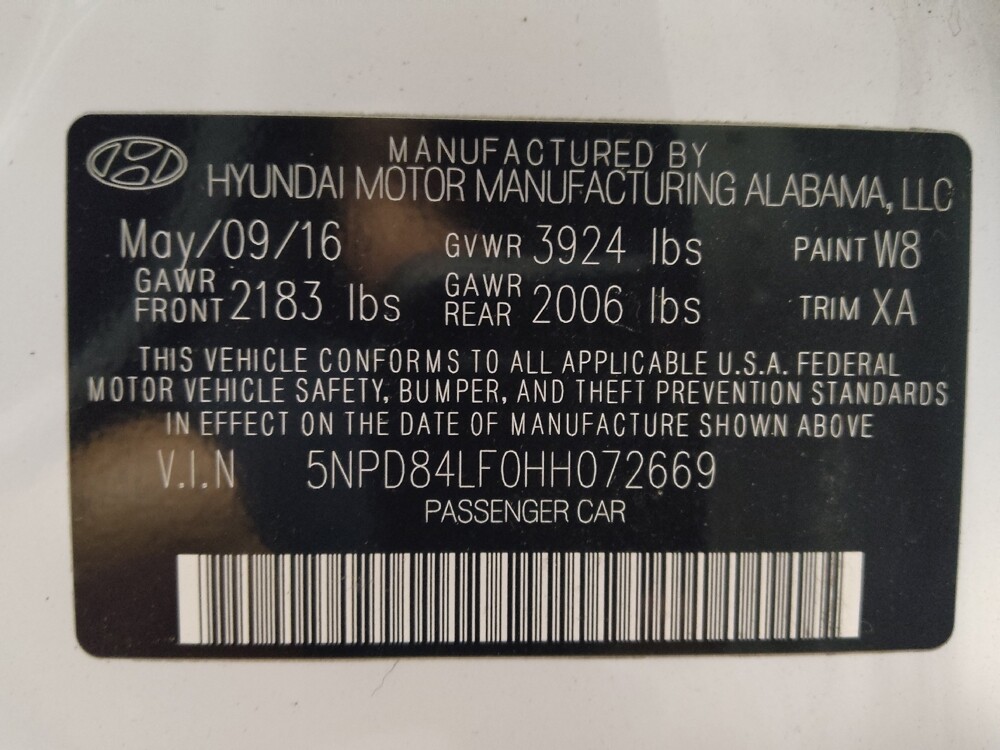 MANUFACTURED BY
HYUNDAI MOTOR MANUFACTURING ALABAMA, LLC
May/09/16 GVWR 3924 lbs PAINT W8
GAWR FRONT 2183 lbs GAWR REAR 2006 lbs TRIM XA
THIS VEHICLE CONFORMS TO ALL APPLICABLE U.S.A. FEDERAL
MOTOR VEHICLE SAFETY, BUMPER, AND THEFT PREVENTION STANDARDS
IN EFFECT ON THE DATE OF MANUFACTURE SHOWN ABOVE
V.I.N 5NPD84LF0HH072669
PASSENGER CAR